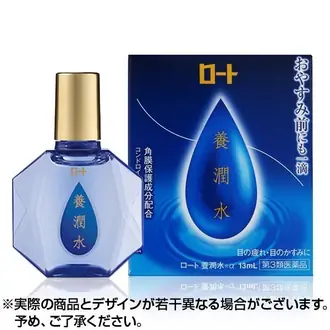 ロート
おやすみ前にも一滴
養潤水
目の疲れ・目のかすみに
ロート 養潤水α 13mL 第3類医薬品
角膜保護成分配合
ロート
養潤水
※実際の商品とデザインが若干異なる場合がございます。
予め、ご了承ください。